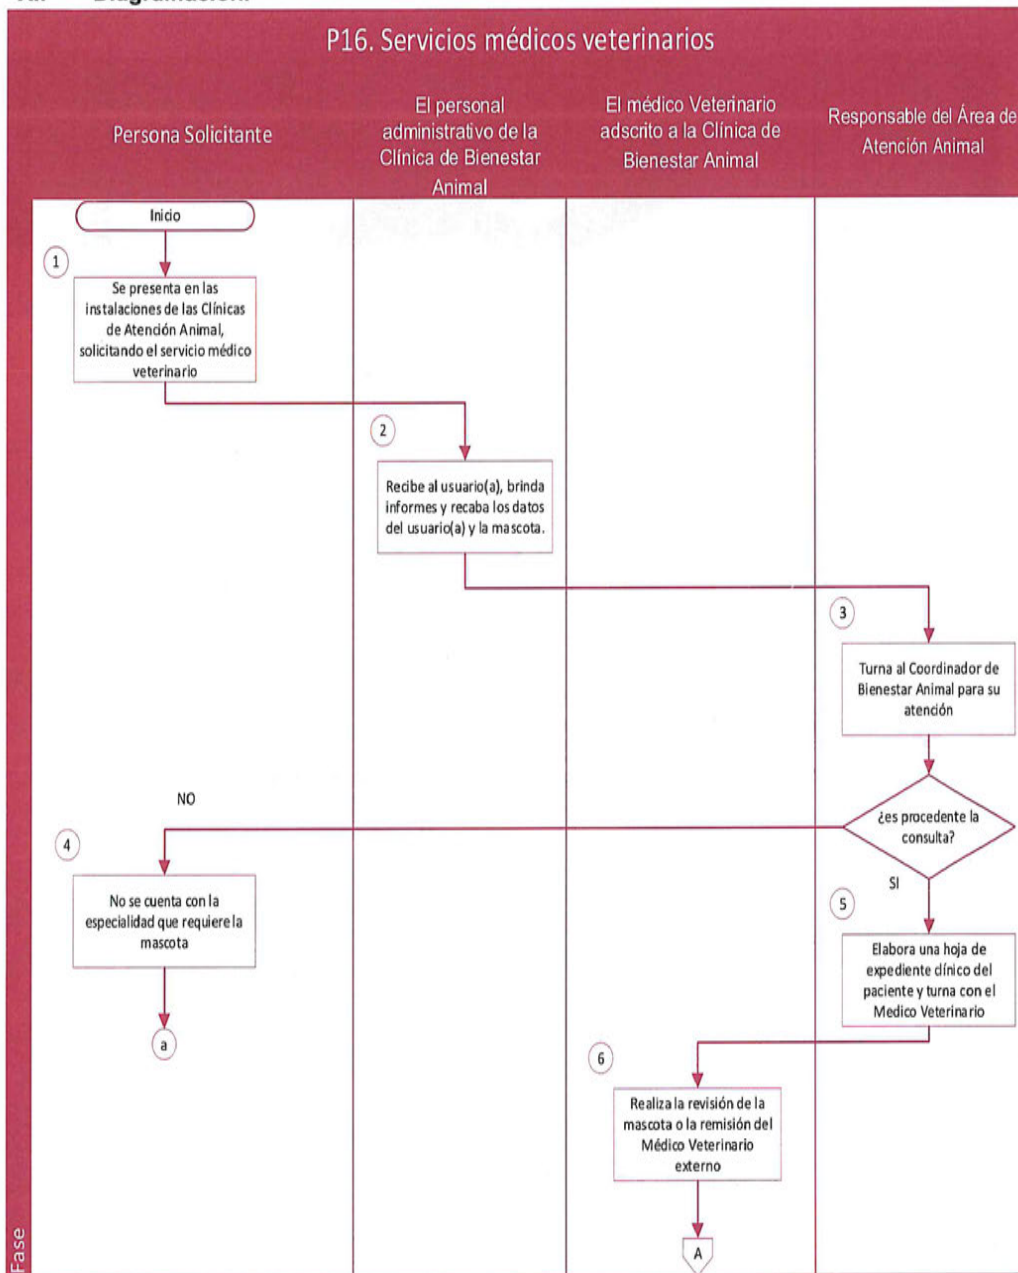 Diagramación.
P16. Servicios médicos veterinarios
Persona Solicitante
El personal
administrativo de la
Clínica de Bienestar
Animal
El médico Veterinario
adscrito a la Clínica de
Bienestar Animal
Responsable del Área de
Atención Animal
Inicio
1
Se presenta en las
instalaciones de las Clínicas
de Atención Animal,
solicitando el servicio médico
veterinario
2
Recibe al usuario(a), brinda
informes y recaba los datos
del usuario(a) y la mascota.
3
Turna al Coordinador de
Bienestar Animal para su
atención
¿es procedente la
consulta?
NO
4
No se cuenta con la
especialidad que requiere la
mascota
a
SI
5
Elabora una hoja de
expediente clínico del
paciente y turna con el
Medico Veterinario
6
Realiza la revisión de la
mascota o la remisión del
Médico Veterinario
externo
A
Fase